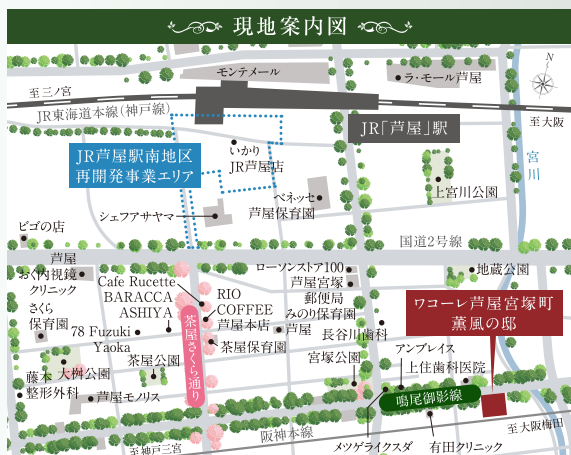 現地案内図
モンテメール
ラ・モール芦屋
N
至三ノ宮
JR東海道本線(神戸線)
至大阪
JR「芦屋」駅
宮川
いかり
JR芦屋店
JR芦屋駅南地区
再開発事業エリア
ベネッセ
芦屋保育園
上宮川公園
シェフアサヤマ
ビゴの店
国道2号線
芦屋
おく内視鏡
クリニック
ローソンストア100
地蔵公園
Cafe Rucette
BARACCA
ASHIYA
RIO
COFFEE
芦屋本店
芦屋宮塚
郵便局
みのり保育園
芦屋
ワコーレ芦屋宮塚町
薫風の邸
さくら
保育園
78 Fuzuki
Yaoka
茶屋さくら通り
茶屋保育園
長谷川歯科
アンブレイス
宮塚公園
上住歯科医院
大桝公園
茶屋公園
藤本
整形外科
芦屋モノリス
鳴尾御影線
阪神本線
至神戸三宮
至大阪梅田
メツゲライクスダ
有田クリニック